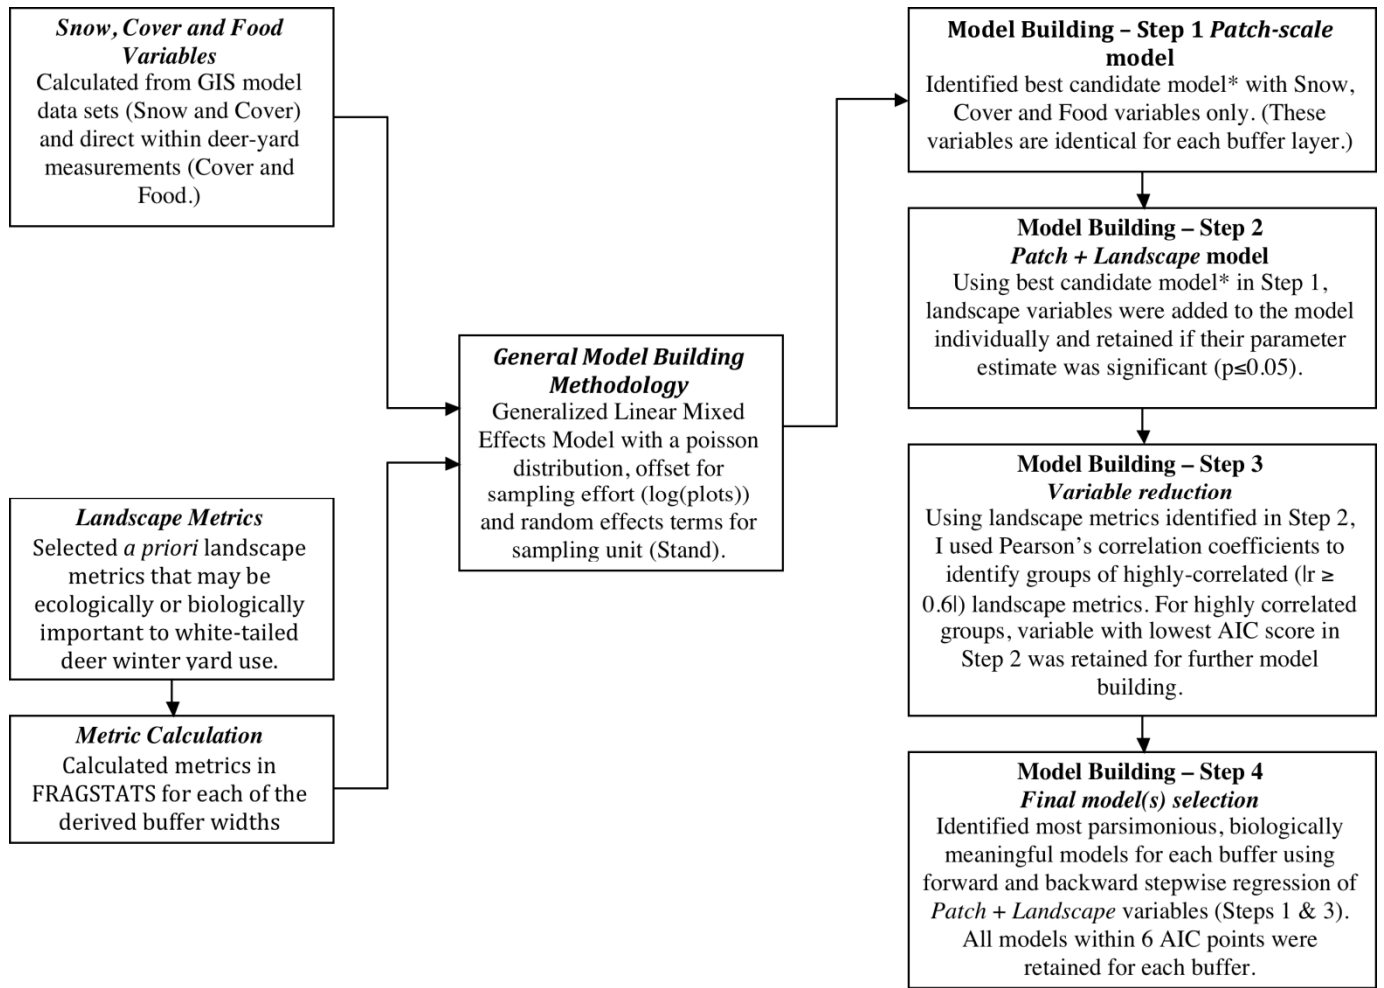 Snow, Cover and Food
Variables
Calculated from GIS model
data sets (Snow and Cover)
and direct within deer-yard
measurements (Cover and
Food.)
Landscape Metrics
Selected a priori landscape
metrics that may be
ecologically or biologically
important to white-tailed
deer winter yard use.
Metric Calculation
Calculated metrics in
FRAGSTATS for each of the
derived buffer widths
General Model Building
Methodology
Generalized Linear Mixed
Effects Model with a poisson
distribution, offset for
sampling effort (log(plots))
and random effects terms for
sampling unit (Stand).
Model Building – Step 1 Patch-scale
model
Identified best candidate model* with Snow,
Cover and Food variables only. (These
variables are identical for each buffer layer.)
Model Building – Step 2
Patch + Landscape model
Using best candidate model* in Step 1,
landscape variables were added to the model
individually and retained if their parameter
estimate was significant (p≤0.05).
Model Building – Step 3
Variable reduction
Using landscape metrics identified in Step 2,
I used Pearson's correlation coefficients to
identify groups of highly-correlated (|r ≥
0.6|) landscape metrics. For highly correlated
groups, variable with lowest AIC score in
Step 2 was retained for further model
building.
Model Building – Step 4
Final model(s) selection
Identified most parsimonious, biologically
meaningful models for each buffer using
forward and backward stepwise regression of
Patch + Landscape variables (Steps 1 & 3).
All models within 6 AIC points were
retained for each buffer.